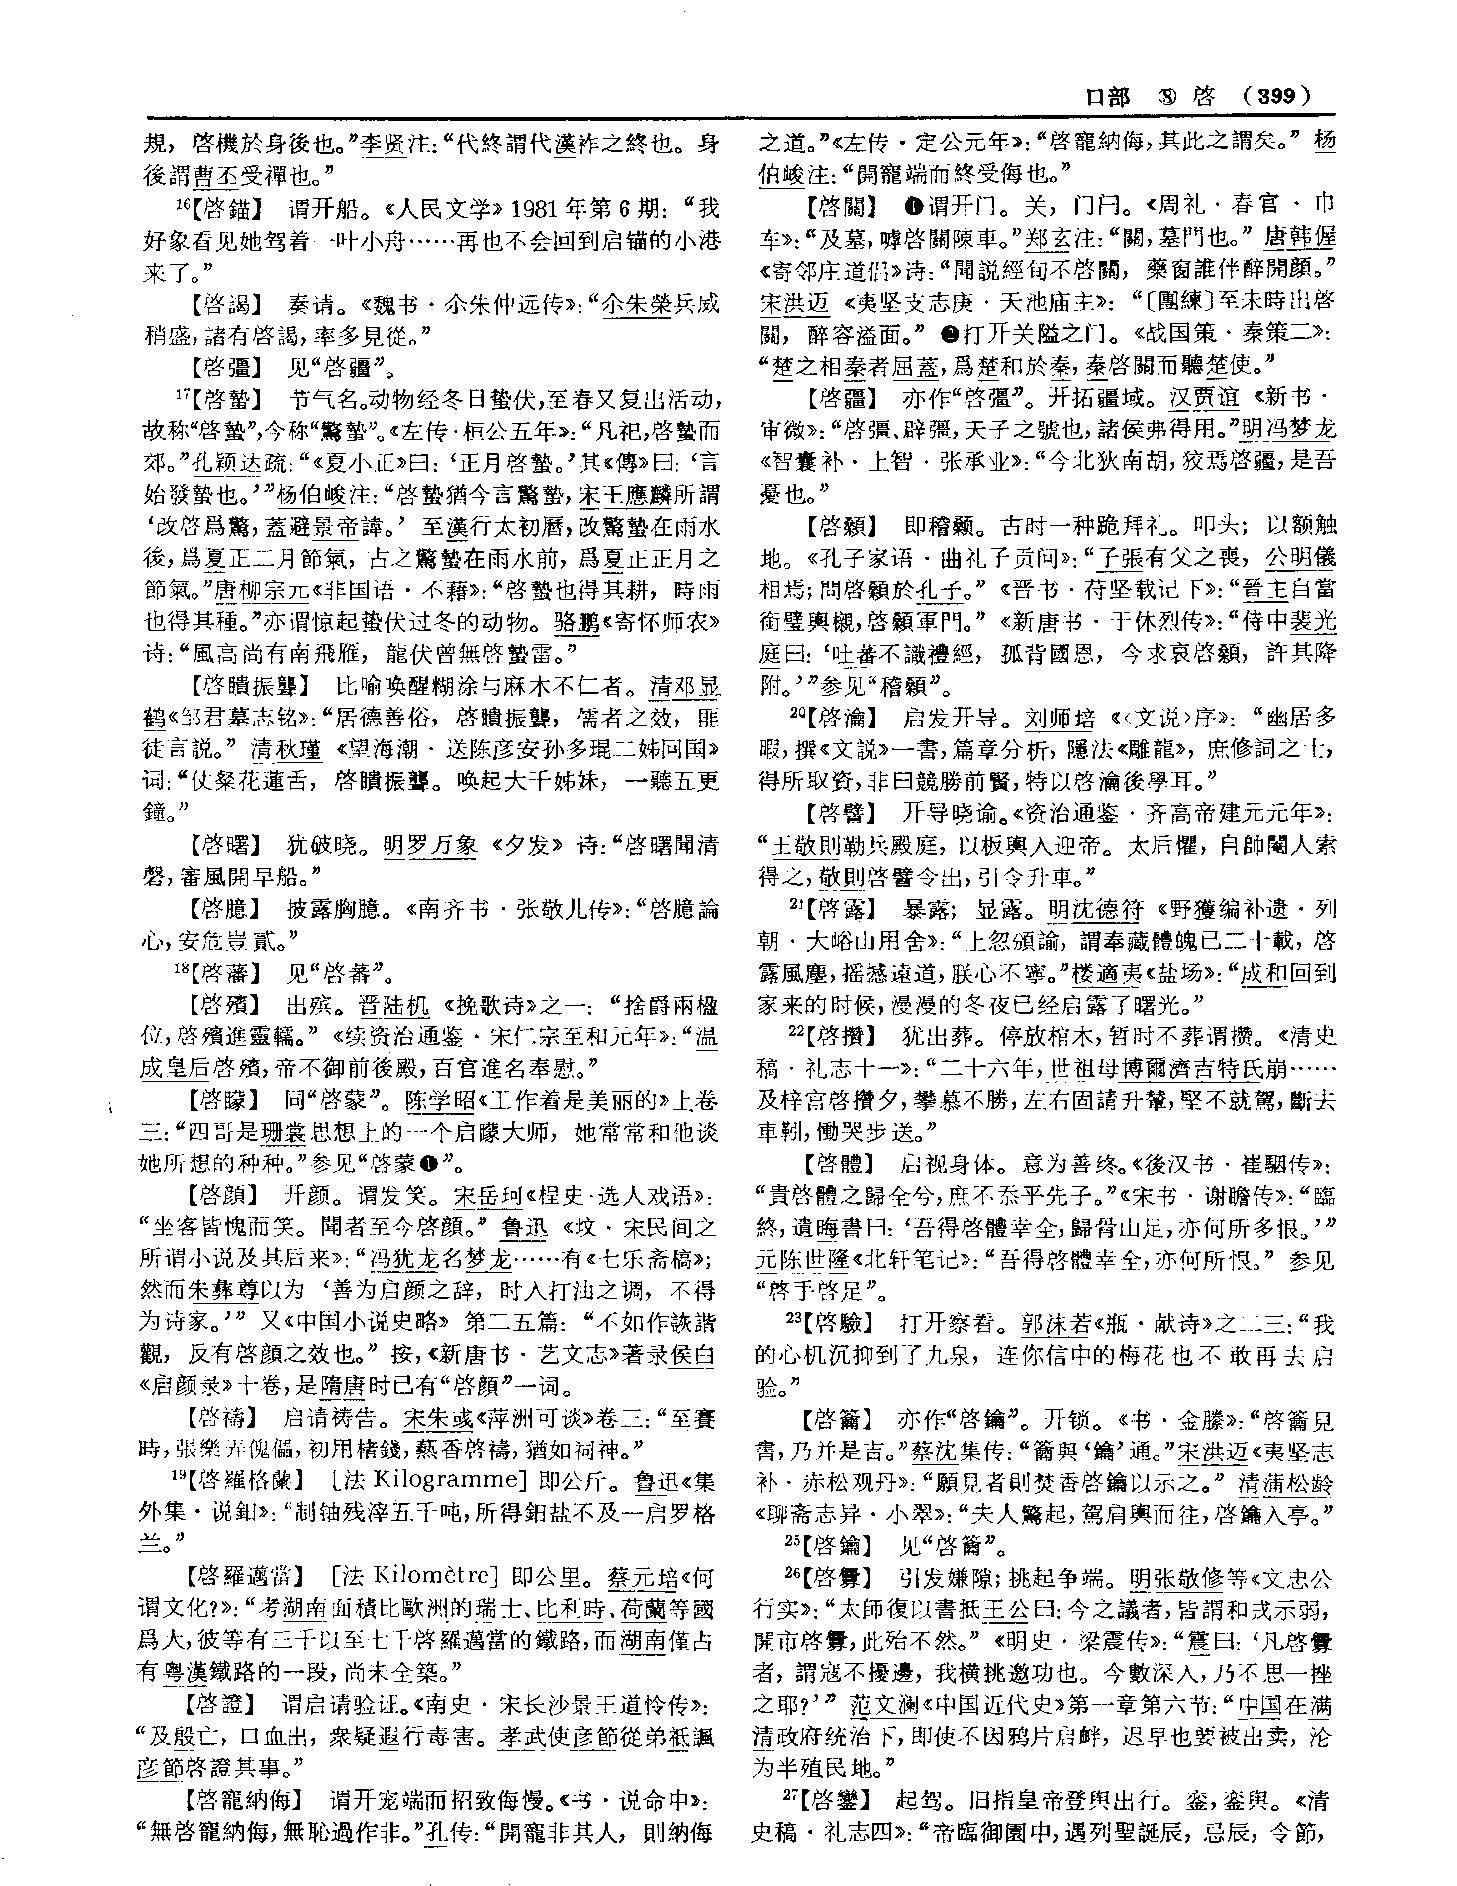 口部 ⑧ 啓 （399）
規，啓機於身後也。”李贤注：“代終謂代漢祚之終也。身
後謂曹丕受禪也。”
16【啓錨】 谓开船。《人民文学》1981年第6期：“我
好象看见她驾着一叶小舟……再也不会回到启锚的小港
来了。”
【啓謁】 奏请。《魏书·尒朱仲远传》：“尒朱榮兵威
稍盛，諸有啓謁，率多見從。”
【啓彊】 见“啓疆”。
17【啓蟄】 节气名。动物经冬日蛰伏，至春又复出活动，
故称“啓蟄”，今称“驚蟄”。《左传·桓公五年》：“凡祀，啓蟄而
郊。”孔颖达疏：“《夏小正》曰：‘正月啓蟄。’其《傳》曰：‘言
始發蟄也。’”杨伯峻注：“啓蟄猶今言驚蟄，宋王應麟所謂
‘改啓爲驚，蓋避景帝諱。’ 至漢行太初曆，改驚蟄在雨水
後，爲夏正二月節氣，古之驚蟄在雨水前，爲夏正正月之
節氣。”唐柳宗元《非国语·不藉》：“啓蟄也得其耕，時雨
也得其種。”亦谓惊起蛰伏过冬的动物。骆鹏《寄怀师农》
诗：“風高尚有南飛雁，龍伏曾無啓蟄雷。”
【啓瞶振聾】 比喻唤醒糊涂与麻木不仁者。清邓显
鹤《邹君墓志铭》：“居德善俗，啓瞶振聾，儒者之效，匪
徒言説。” 清秋瑾《望海潮·送陈彦安孙多琨二姊回国》
词：“仗粲花蓮舌，啓瞶振聾。唤起大千姊妹，一聽五更
鐘。”
【啓曙】 犹破晓。明罗万象《夕发》诗：“啓曙聞清
磬，審風開早船。”
【啓臆】 披露胸臆。《南齐书·张敬儿传》：“啓臆論
心，安危豈貳。”
18【啓藩】 见“啓蕃”。
【啓殯】 出殡。晋陆机《挽歌诗》之一：“捨爵兩楹
位，啓殯進靈轜。”《续资治通鉴·宋仁宗至和元年》：“温
成皇后啓殯，帝不御前後殿，百官進名奉慰。”
【啓矇】 同“啓蒙”。陈学昭《工作着是美丽的》上卷
三：“四哥是珊裳思想上的一个启矇大师，她常常和他谈
她所想的种种。”参见“啓蒙❶”。
【啓顔】 开颜。谓发笑。宋岳珂《桯史·选人戏语》：
“坐客皆愧而笑。聞者至今啓顔。” 鲁迅《坟·宋民间之
所谓小说及其后来》：“冯犹龙名梦龙……有《七乐斋稿》；
然而朱彝尊以为‘善为启颜之辞，时入打油之调，不得
为诗家。’” 又《中国小说史略》第二五篇：“不如作詼諧
觀，反有啓顔之效也。” 按，《新唐书·艺文志》著录侯白
《启颜录》十卷，是隋唐时已有“啓顔”一词。
【啓禱】 启请祷告。宋朱彧《萍洲可谈》卷三：“至賽
時，張樂弄傀儡，初用楮錢，爇香啓禱，猶如祠神。”
19【啓羅格蘭】 [法 Kilogramme] 即公斤。鲁迅《集
外集·说鈤》：“制铀残滓五千吨，所得鈤盐不及一启罗格
兰。”
【啓羅邁當】 [法 Kilomètre] 即公里。蔡元培《何
谓文化？》：“考湖南面積比歐洲的瑞士、比利時、荷蘭等國
爲大，彼等有三千以至七千啓羅邁當的鐵路，而湖南僅占
有粤漢鐵路的一段，尚未全築。”
【啓證】 谓启请验证。《南史·宋长沙景王道怜传》：
“及殷亡，口血出，衆疑遐行毒害。孝武使彦節從弟祗諷
彦節啓證其事。”
【啓寵納侮】 谓开宠端而招致侮慢。《书·说命中》：
“無啓寵納侮，無恥過作非。”孔传：“開寵非其人，則納侮
之道。”《左传·定公元年》：“啓寵納侮，其此之謂矣。” 杨
伯峻注：“開寵端而終受侮也。”
【啓關】 ❶谓开门。关，门闩。《周礼·春官·巾
车》：“及墓，嘑啓關陳車。”郑玄注：“關，墓門也。” 唐韩偓
《寄邻庄道侣》诗：“聞説經旬不啓關，藥窗誰伴醉開顔。”
宋洪迈《夷坚支志庚·天池庙主》：“〔團練〕至未時出啓
關，醉容溢面。” ❷打开关隘之门。《战国策·秦策二》：
“楚之相秦者屈蓋，爲楚和於秦，秦啓關而聽楚使。”
【啓疆】 亦作“啓彊”。开拓疆域。汉贾谊《新书·
审微》：“啓彊、辟彊，天子之號也，諸侯弗得用。”明冯梦龙
《智囊补·上智·张承业》：“今北狄南胡，狡焉啓疆，是吾
憂也。”
【啓顙】 即稽顙。古时一种跪拜礼。叩头；以额触
地。《孔子家语·曲礼子贡问》：“子張有父之喪，公明儀
相焉；問啓顙於孔子。”《晋书·苻坚载记下》：“晉主自當
銜璧輿櫬，啓顙軍門。”《新唐书·于休烈传》：“侍中裴光
庭曰：‘吐蕃不識禮經，孤背國恩，今求哀啓顙，許其降
附。’”参见“稽顙”。
20【啓瀹】 启发开导。刘师培《〈文说〉序》：“幽居多
暇，撰《文説》一書，篇章分析，隱法《雕龍》，庶修詞之士，
得所取資，非曰競勝前賢，特以啓瀹後學耳。”
【啓譬】 开导晓谕。《资治通鉴·齐高帝建元元年》：
“王敬則勒兵殿庭，以板輿入迎帝。太后懼，自帥閹人索
得之，敬則啓譬令出，引令升車。”
21【啓露】 暴露；显露。明沈德符《野獲编补遗·列
朝·大峪山用舍》：“上忽頒諭，謂奉藏體魄已二十載，啓
露風塵，摇撼遠道，朕心不寧。”楼適夷《盐场》：“成和回到
家来的时候，漫漫的冬夜已经启露了曙光。”
22【啓攢】 犹出葬。停放棺木，暂时不葬谓攒。《清史
稿·礼志十一》：“二十六年，世祖母博爾濟吉特氏崩……
及梓宫啓攢夕，攀慕不勝，左右固請升輦，堅不就駕，斷去
車靷，慟哭步送。”
【啓體】 启视身体。意为善终。《後汉书·崔駰传》：
“貴啓體之歸全兮，庶不忝乎先子。”《宋书·谢瞻传》：“臨
終，遺晦書曰：‘吾得啓體幸全，歸骨山足，亦何所多恨。’”
元陈世隆《北轩笔记》：“吾得啓體幸全，亦何所恨。” 参见
“啓手啓足”。
23【啓驗】 打开察看。郭沫若《瓶·献诗》之二三：“我
的心机沉抑到了九泉，连你信中的梅花也不敢再去启
验。”
【啓籥】 亦作“啓鑰”。开锁。《书·金縢》：“啓籥見
書，乃并是吉。”蔡沈集传：“籥與‘鑰’通。”宋洪迈《夷坚志
补·赤松观丹》：“願見者則焚香啓鑰以示之。” 清蒲松龄
《聊斋志异·小翠》：“夫人驚起，駕肩輿而往，啓鑰入亭。”
25【啓鑰】 见“啓籥”。
26【啓釁】 引发嫌隙；挑起争端。明张敬修等《文忠公
行实》：“太師復以書抵王公曰：今之議者，皆謂和戎示弱，
開市啓釁，此殆不然。”《明史·梁震传》：“震曰：‘凡啓釁
者，謂寇不擾邊，我横挑邀功也。今數深入，乃不思一挫
之耶？’” 范文澜《中国近代史》第一章第六节：“中国在满
清政府统治下，即使不因鸦片启衅，迟早也要被出卖，沦
为半殖民地。”
27【啓鑾】 起驾。旧指皇帝登舆出行。銮，銮舆。《清
史稿·礼志四》：“帝臨御園中，遇列聖誕辰，忌辰，令節，